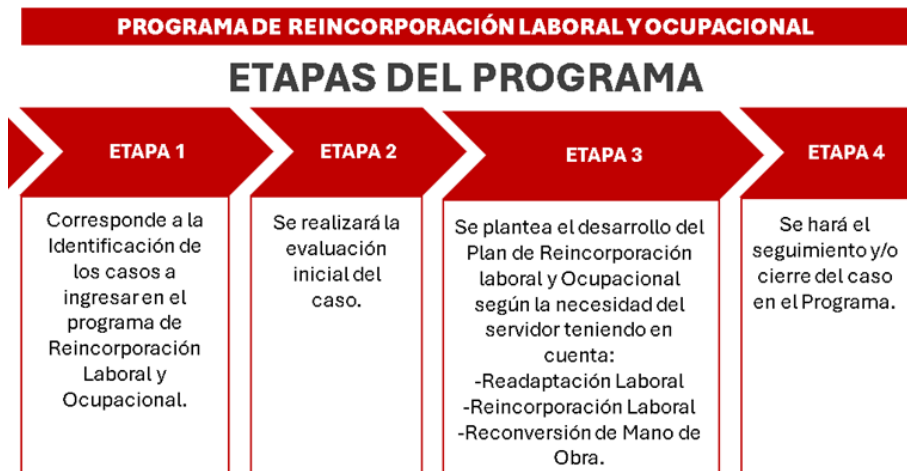 PROGRAMA DE REINCORPORACIÓN LABORAL Y OCUPACIONAL
ETAPAS DEL PROGRAMA
ETAPA 1
Corresponde a la
Identificación de
los casos a
ingresar en el
programa de
Reincorporación
Laboral y
Ocupacional.
ETAPA 2
Se realizará la
evaluación
inicial del
caso.
ETAPA 3
Se plantea el desarrollo del
Plan de Reincorporación
laboral y Ocupacional
según la necesidad del
servidor teniendo en
cuenta:
-Readaptación Laboral
-Reincorporación Laboral
-Reconversión de Mano de
Obra.
ETAPA 4
Se hará el
seguimiento y/o
cierre del caso
en el Programa.